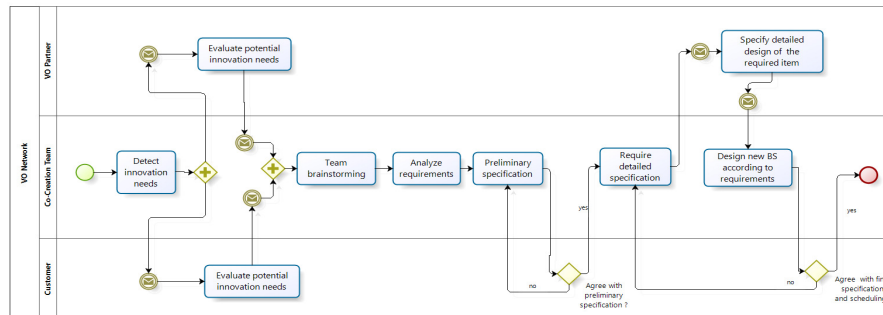 VO Network
VO Partner
Co-Creation Team
Customer
Evaluate potential
innovation needs
Specify detailed
design of the
required item
Detect
innovation
needs
Team
brainstorming
Analyze
requirements
Preliminary
specification
Require
detailed
specification
Design new BS
according to
requirements
yes
yes
Evaluate potential
innovation needs
no
Agree with
preliminary
specification ?
no
Agree with
specification
and scheduling